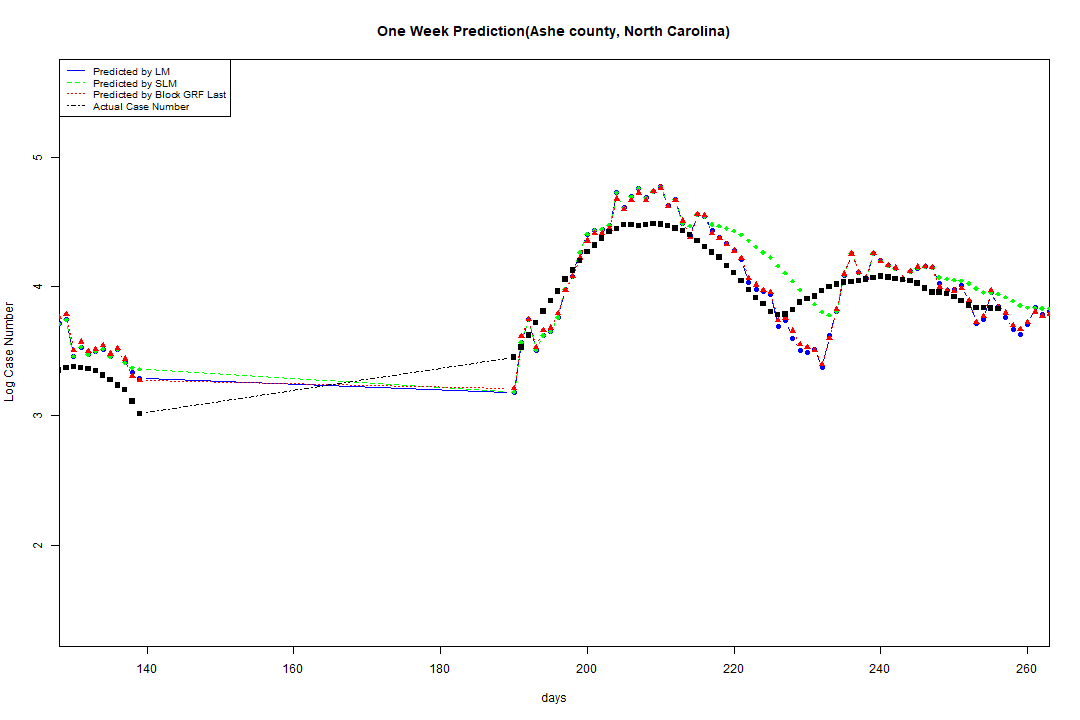 One Week Prediction(Ashe county, North Carolina)
Predicted by LM
Predicted by SLM
Predicted by Block GRF Last
Actual Case Number
5
4
3
2
Log Case Number
140 160 180 200 220 240 260
days